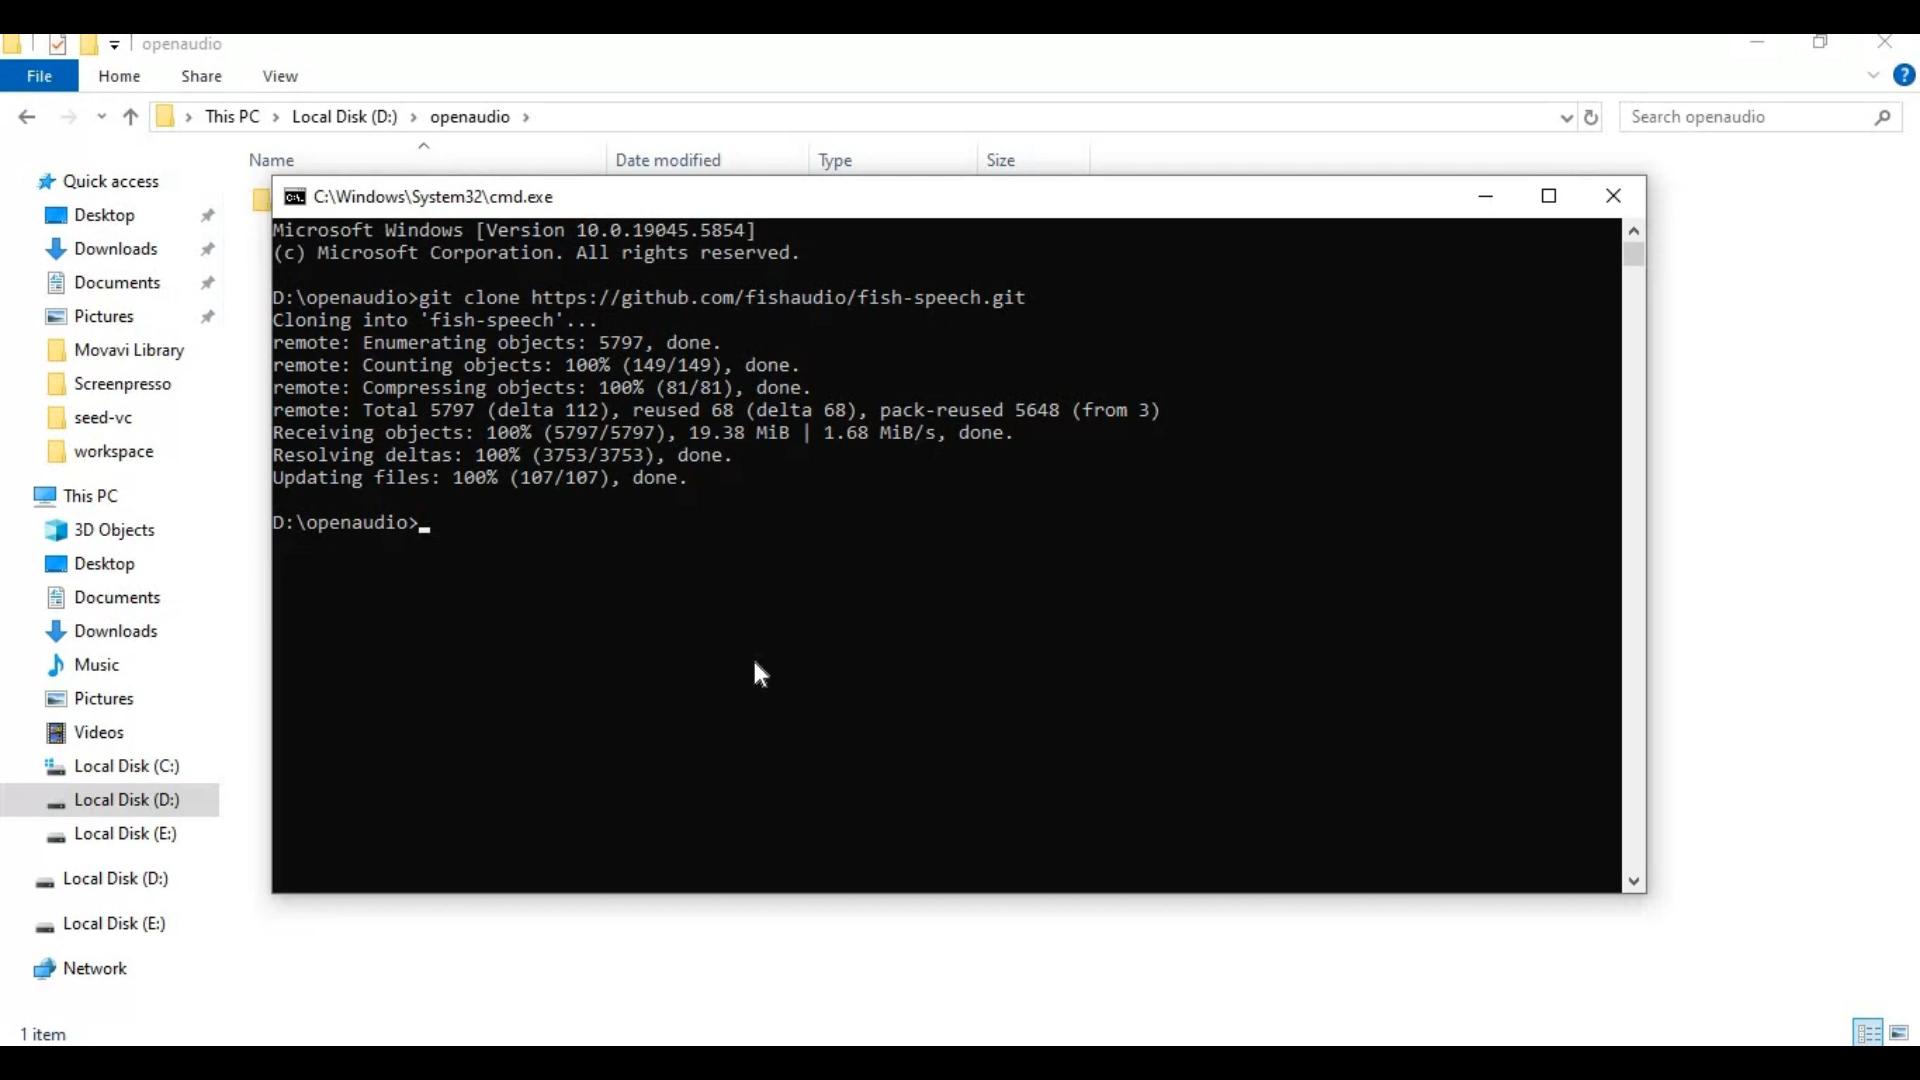 openaudio
File Home Share View
This PC Local Disk (D:) openaudio
Search openaudio
Name Date modified Type Size
Quick access
Desktop
Downloads
Documents
Pictures
Movavi Library
Screenpresso
seed-vc
workspace
This PC
3D Objects
Desktop
Documents
Downloads
Music
Pictures
Videos
Local Disk (C:)
Local Disk (D:)
Local Disk (E:)
Local Disk (D:)
Local Disk (E:)
Network
1 item
C:\Windows\System32\cmd.exe
Microsoft Windows [Version 10.0.19045.5854]
(c) Microsoft Corporation. All rights reserved.
D:\openaudio>git clone https://github.com/fishaudio/fish-speech.git
Cloning into 'fish-speech'...
remote: Enumerating objects: 5797, done.
remote: Counting objects: 100% (149/149), done.
remote: Compressing objects: 100% (81/81), done.
remote: Total 5797 (delta 112), reused 68 (delta 68), pack-reused 5648 (from 3)
Receiving objects: 100% (5797/5797), 19.38 MiB | 1.68 MiB/s, done.
Resolving deltas: 100% (3753/3753), done.
Updating files: 100% (107/107), done.
D:\openaudio>